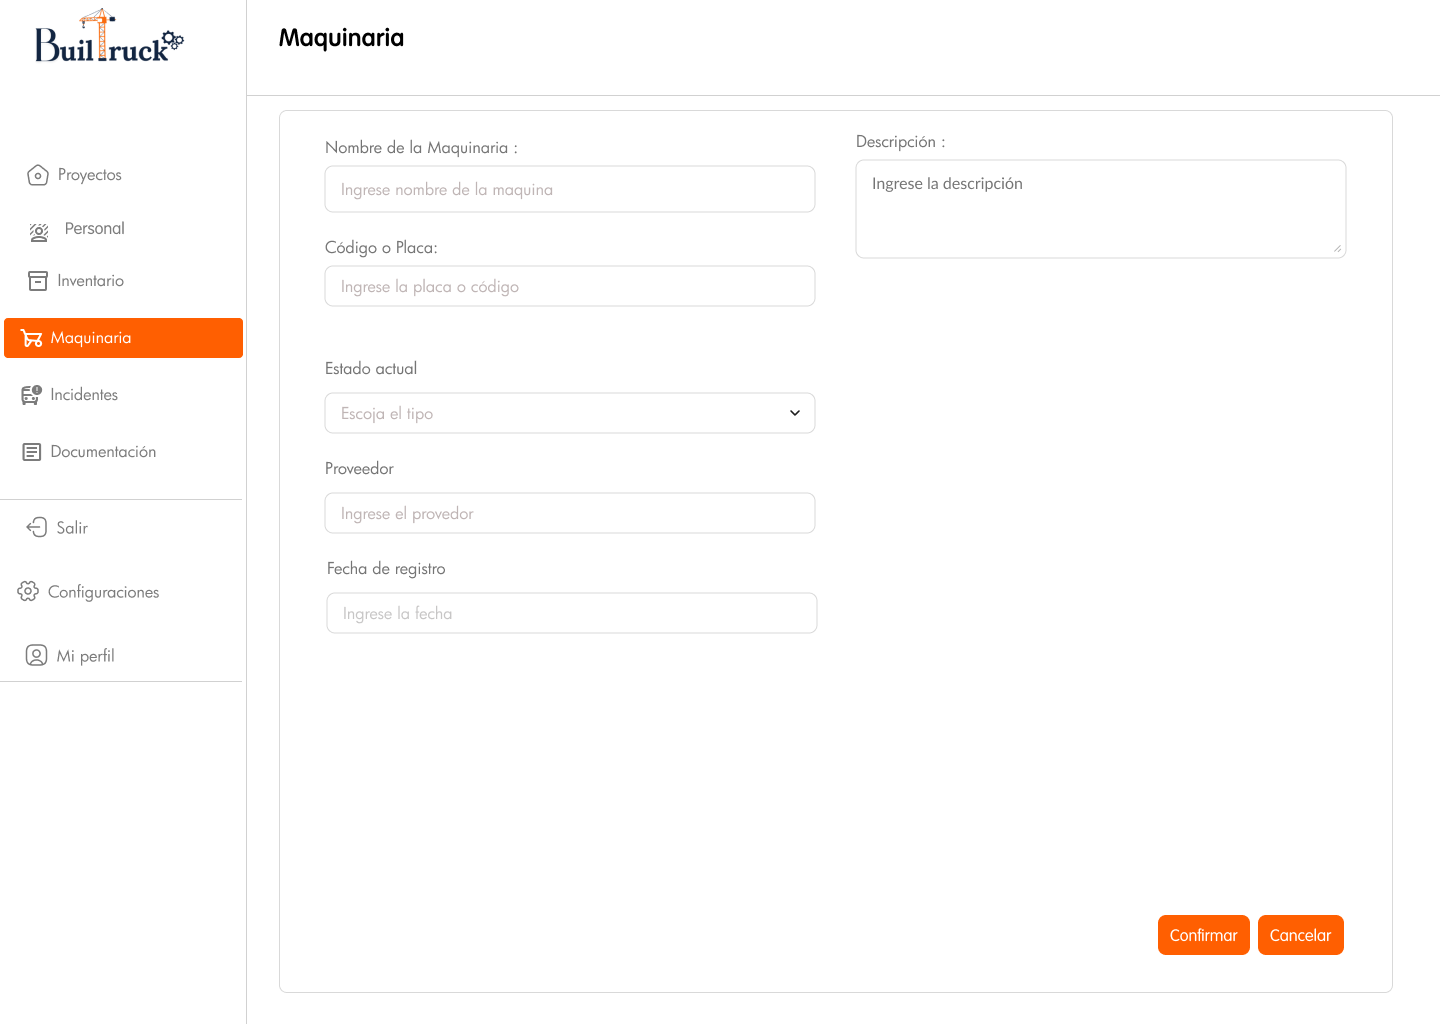 BuilTruck
Maquinaria
Proyectos
Personal
Inventario
Maquinaria
Incidentes
Documentación
Salir
Configuraciones
Mi perfil
Nombre de la Maquinaria :
Ingrese nombre de la maquina
Código o Placa:
Ingrese la placa o código
Estado actual
Escoja el tipo
Proveedor
Ingrese el provedor
Fecha de registro
Ingrese la fecha
Descripción :
Ingrese la descripción
Confirmar
Cancelar